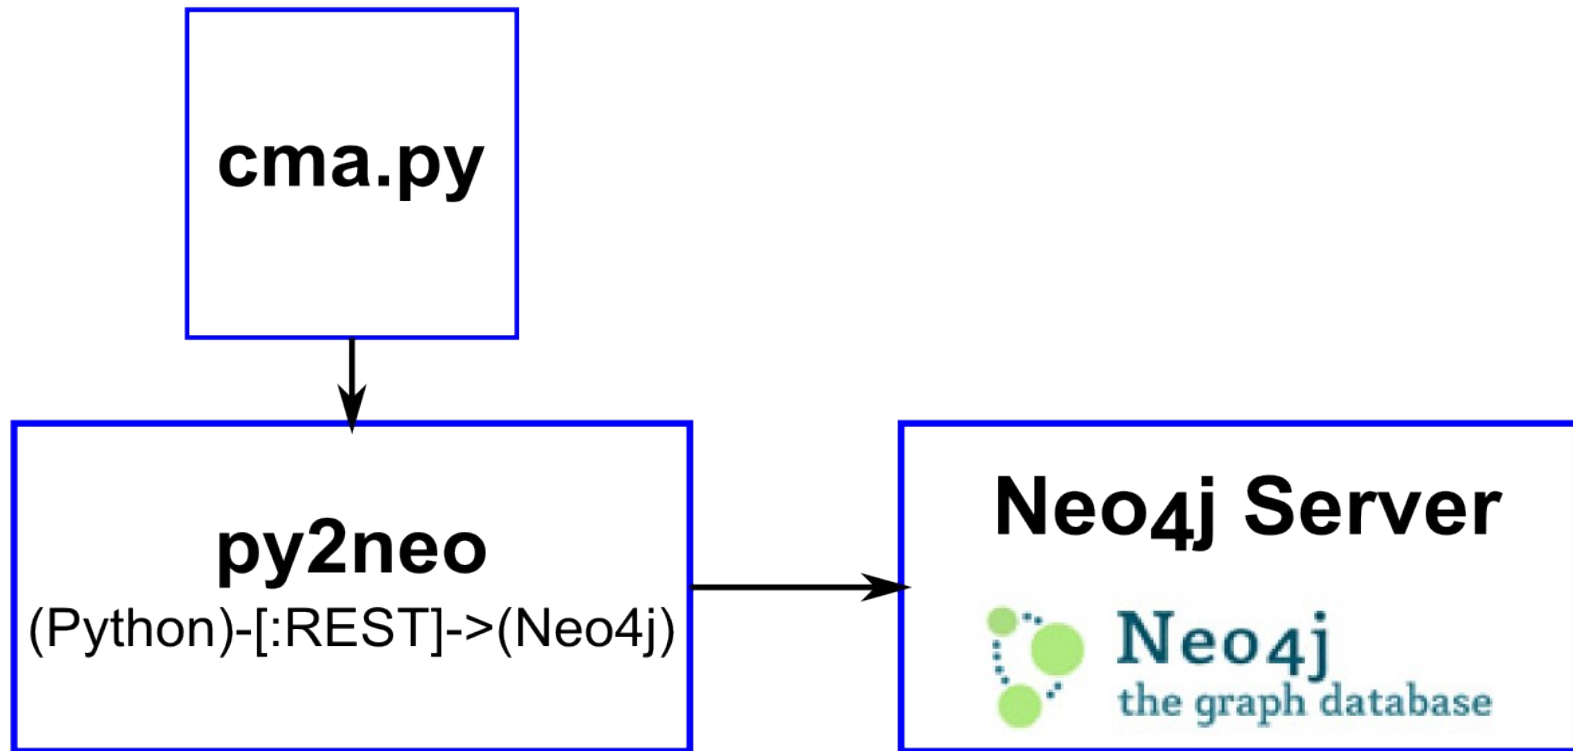 cma.py
py2neo
(Python)-[:REST]->(Neo4j)
Neo4j Server
Neo4j
the graph database